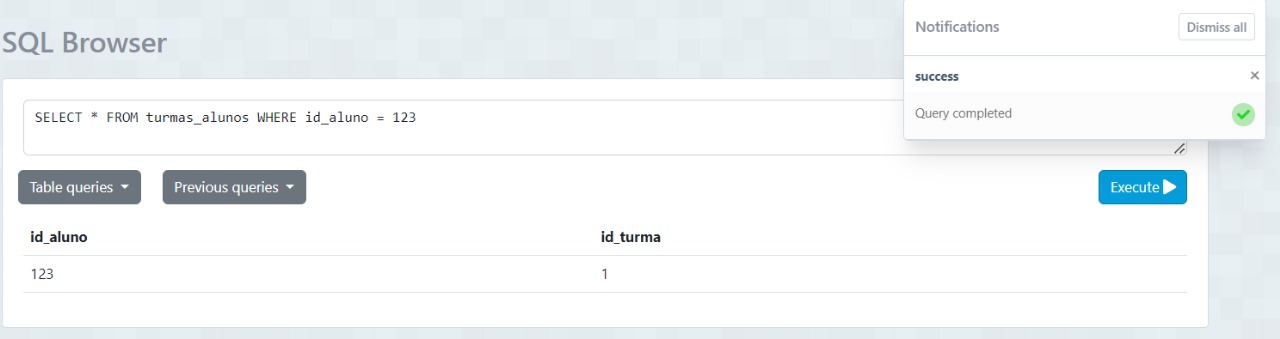 SQL Browser
Notifications
Dismiss all
success
×
Query completed
SELECT * FROM turmas_alunos WHERE id_aluno = 123
Table queries
Previous queries
Execute
id_aluno id_turma
123 1